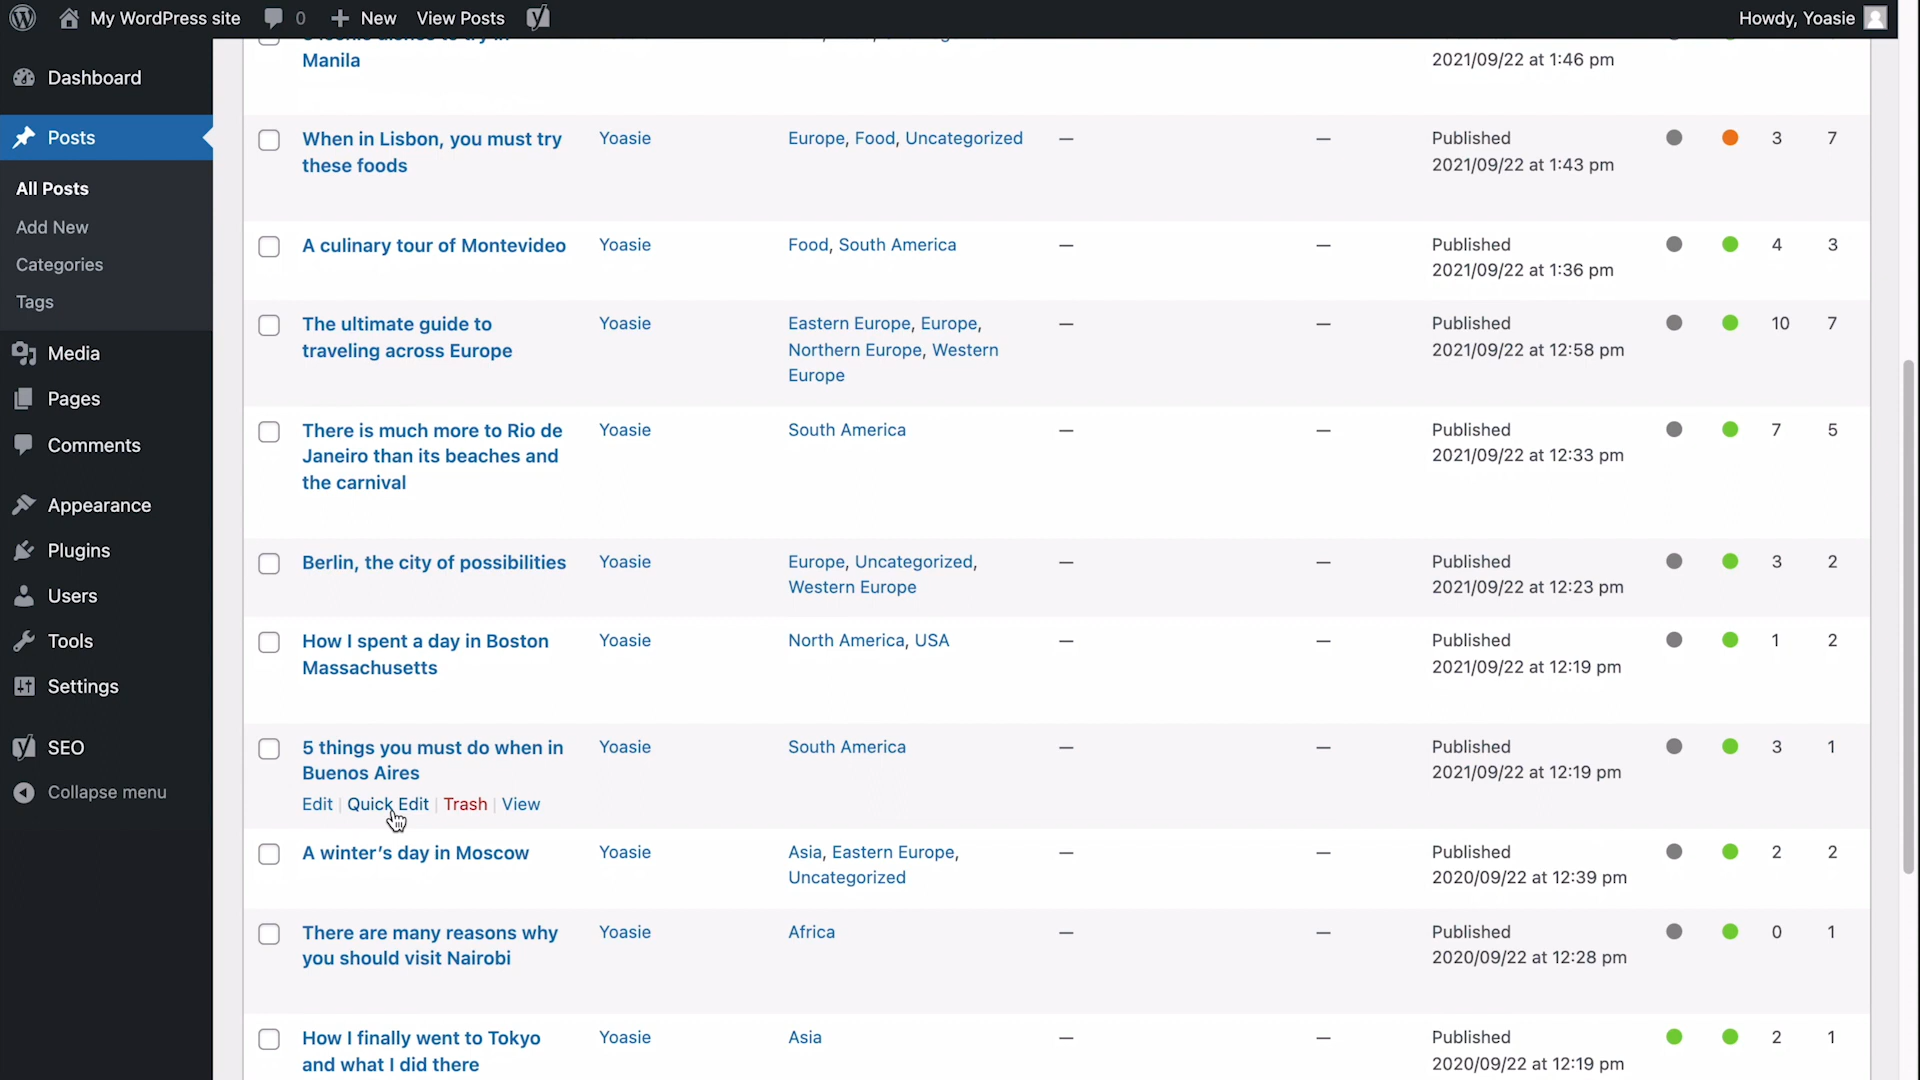 My WordPress site 0 New View Posts Howdy, Yoasie
Dashboard
Posts
All Posts
Add New
Categories
Tags
Media
Pages
Comments
Appearance
Plugins
Users
Tools
Settings
SEO
Collapse menu
Manila 2021/09/22 at 1:46 pm
When in Lisbon, you must try Yoasie Europe, Food, Uncategorized — — Published 3 7
these foods 2021/09/22 at 1:43 pm
A culinary tour of Montevideo Yoasie Food, South America — — Published 4 3
2021/09/22 at 1:36 pm
The ultimate guide to Yoasie Eastern Europe, Europe, — — Published 10 7
traveling across Europe Northern Europe, Western 2021/09/22 at 12:58 pm
Europe
There is much more to Rio de Yoasie South America — — Published 7 5
Janeiro than its beaches and 2021/09/22 at 12:33 pm
the carnival
Berlin, the city of possibilities Yoasie Europe, Uncategorized, — — Published 3 2
Western Europe 2021/09/22 at 12:23 pm
How I spent a day in Boston Yoasie North America, USA — — Published 1 2
Massachusetts 2021/09/22 at 12:19 pm
5 things you must do when in Yoasie South America — — Published 3 1
Buenos Aires 2021/09/22 at 12:19 pm
Edit | Quick Edit | Trash | View
A winter's day in Moscow Yoasie Asia, Eastern Europe, — — Published 2 2
Uncategorized 2020/09/22 at 12:39 pm
There are many reasons why Yoasie Africa — — Published 0 1
you should visit Nairobi 2020/09/22 at 12:28 pm
How I finally went to Tokyo Yoasie Asia — — Published 2 1
and what I did there 2020/09/22 at 12:19 pm